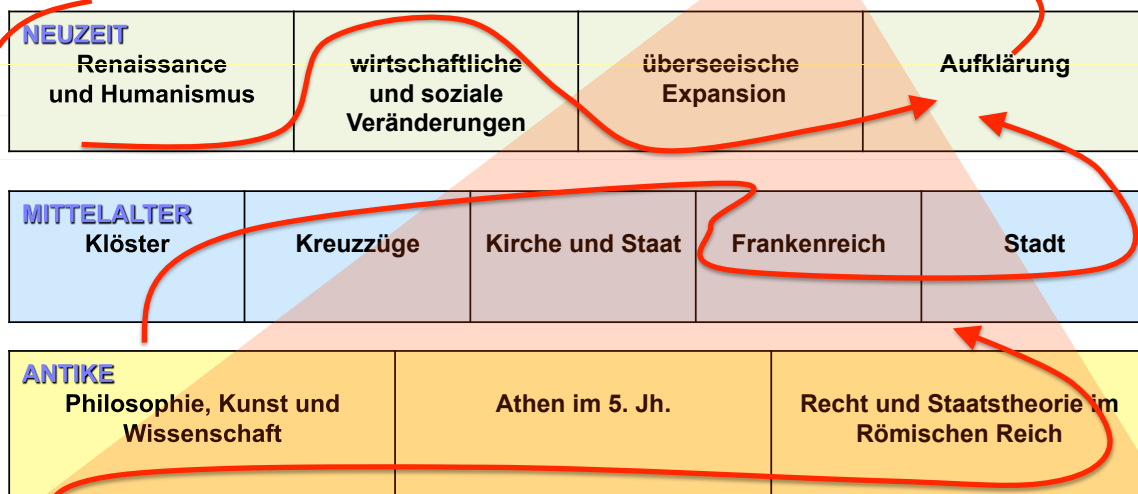 NEUZEIT
Renaissance
und Humanismus
wirtschaftliche
und soziale
Veränderungen
überseeische
Expansion
Aufklärung
MITTELALTER
Klöster
Kreuzzüge
Kirche und Staat
Frankenreich
Stadt
ANTIKE
Philosophie, Kunst und
Wissenschaft
Athen im 5. Jh.
Recht und Staatstheorie im
Römischen Reich